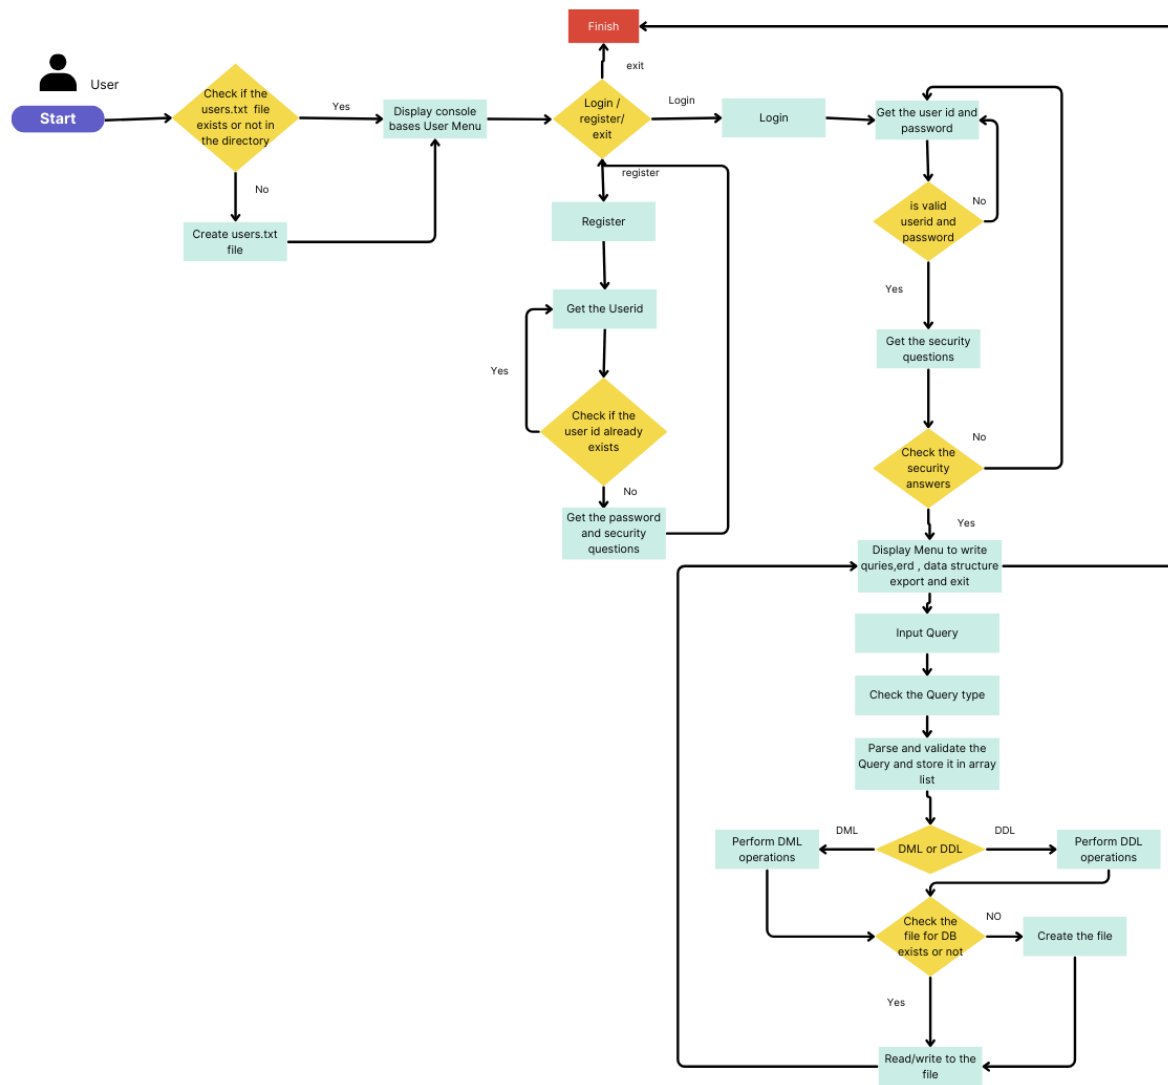 Finish
exit
User
Start
Check if the
users.txt file
exists or not in
the directory
Yes
Display console
bases User Menu
Login /
register/
exit
Login
Login
Get the user id and
password
No
Create users.txt
file
register
Register
is valid
userid and
password
No
Yes
Get the Userid
Get the security
questions
Yes
Check if the
user id already
exists
No
Check the
security
answers
No
Get the password
and security
questions
Yes
Display Menu to write
quries,erd , data structure
export and exit
Input Query
Check the Query type
Parse and validate the
Query and store it in array
list
DML
DDL
Perform DML
operations
DML or DDL
Perform DDL
operations
Check the
file for DB
exists or not
NO
Create the file
Yes
Read/write to the
file